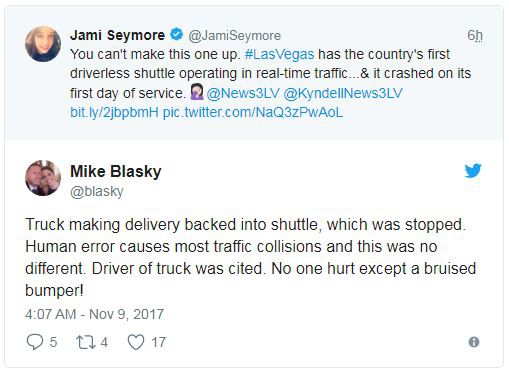 Jami Seymore @JamiSeymore 6h
You can't make this one up. #LasVegas has the country's first
driverless shuttle operating in real-time traffic...& it crashed on its
first day of service. 🤦🏻‍♀️ @News3LV @KyndellNews3LV
bit.ly/2jbpbmH pic.twitter.com/NaQ3zPwAoL
Mike Blasky
@blasky
Truck making delivery backed into shuttle, which was stopped.
Human error causes most traffic collisions and this was no
different. Driver of truck was cited. No one hurt except a bruised
bumper!
4:07 AM - Nov 9, 2017
5 4 17